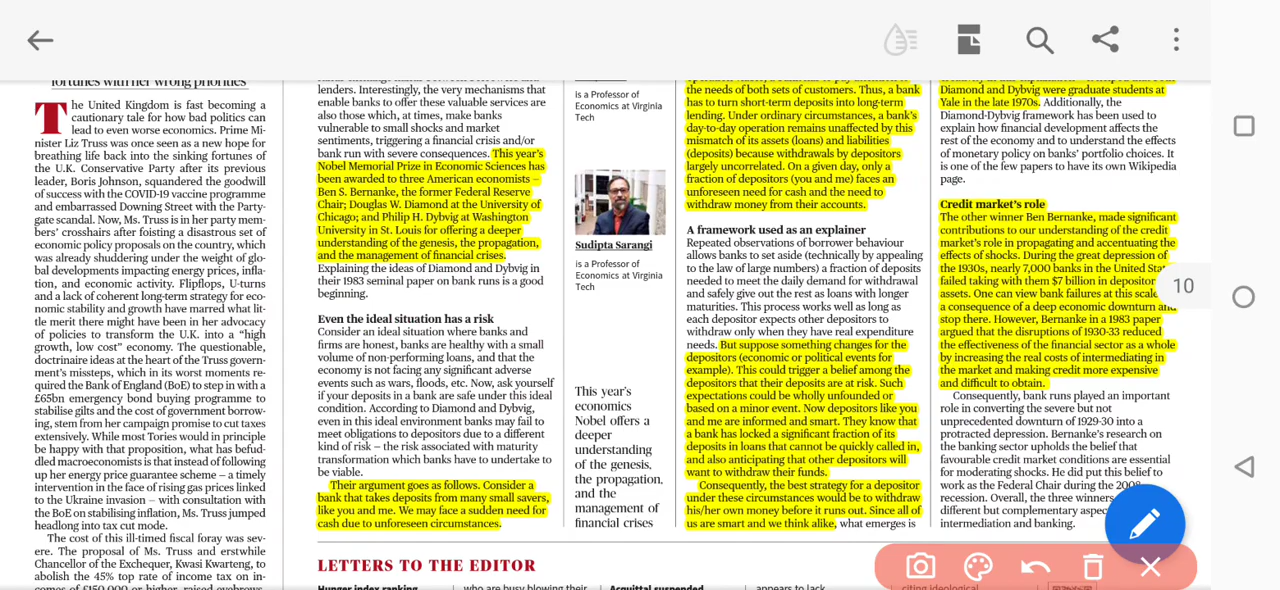 fortunes with her wrong priorities
The United Kingdom is fast becoming a
cautionary tale for how bad politics can
lead to even worse economics. Prime Mi-
nister Liz Truss was once seen as a new hope for
breathing life back into the sinking fortunes of
the U.K. Conservative Party after its previous
leader, Boris Johnson, squandered the goodwill
of success with the COVID-19 vaccine programme
and embarrassed Downing Street with the Party-
gate scandal. Now, Ms. Truss is in her party mem-
bers' crosshairs after foisting a disastrous set of
economic policy proposals on the country, which
was already shuddering under the weight of glo-
bal developments impacting energy prices, infla-
tion, and economic activity. Flipflops, U-turns
and a lack of coherent long-term strategy for eco-
nomic stability and growth have marred what lit-
tle merit there might have been in her advocacy
of policies to transform the U.K. into a “high
growth, low cost” economy. The questionable,
doctrinaire ideas at the heart of the Truss govern-
ment's missteps, which in its worst moments re-
quired the Bank of England (BoE) to step in with a
£65bn emergency bond buying programme to
stabilise gilts and the cost of government borrow-
ing, stem from her campaign promise to cut taxes
extensively. While most Tories would in principle
be happy with that proposition, what has befud-
dled macroeconomists is that instead of following
up her energy price guarantee scheme – a timely
intervention in the face of rising gas prices linked
to the Ukraine invasion – with consultation with
the BoE on stabilising inflation, Ms. Truss jumped
headlong into tax cut mode.
The cost of this ill-timed fiscal foray was sev-
ere. The proposal of Ms. Truss and erstwhile
Chancellor of the Exchequer, Kwasi Kwarteng, to
abolish the 45% top rate of income tax on in-
comes of £150,000 or higher, raised eyebrows
lenders. Interestingly, the very mechanisms that
enable banks to offer these valuable services are
also those which, at times, make banks
vulnerable to small shocks and market
sentiments, triggering a financial crisis and/or
bank run with severe consequences. This year's
Nobel Memorial Prize in Economic Sciences has
been awarded to three American economists –
Ben S. Bernanke, the former Federal Reserve
Chair; Douglas W. Diamond at the University of
Chicago; and Philip H. Dybvig at Washington
University in St. Louis for offering a deeper
understanding of the genesis, the propagation,
and the management of financial crises.
Explaining the ideas of Diamond and Dybvig in
their 1983 seminal paper on bank runs is a good
beginning.
Even the ideal situation has a risk
Consider an ideal situation where banks and
firms are honest, banks are healthy with a small
volume of non-performing loans, and that the
economy is not facing any significant adverse
events such as wars, floods, etc. Now, ask yourself
if your deposits in a bank are safe under this ideal
condition. According to Diamond and Dybvig,
even in this ideal environment banks may fail to
meet obligations to depositors due to a different
kind of risk – the risk associated with maturity
transformation which banks have to undertake to
be viable.
Their argument goes as follows. Consider a
bank that takes deposits from many small savers,
like you and me. We may face a sudden need for
cash due to unforeseen circumstances.
is a Professor of
Economics at Virginia
Tech
Sudipta Sarangi
is a Professor of
Economics at Virginia
Tech
This year's
economics
Nobel offers a
deeper
understanding
of the genesis,
the propagation,
and the
management of
financial crises
the needs of both sets of customers. Thus, a bank
has to turn short-term deposits into long-term
lending. Under ordinary circumstances, a bank's
day-to-day operation remains unaffected by this
mismatch of its assets (loans) and liabilities
(deposits) because withdrawals by depositors
largely uncorrelated. On a given day, only a
fraction of depositors (you and me) faces an
unforeseen need for cash and the need to
withdraw money from their accounts.
A framework used as an explainer
Repeated observations of borrower behaviour
allows banks to set aside (technically by appealing
to the law of large numbers) a fraction of deposits
needed to meet the daily demand for withdrawal
and safely give out the rest as loans with longer
maturities. This process works well as long as
each depositor expects other depositors to
withdraw only when they have real expenditure
needs. But suppose something changes for the
depositors (economic or political events for
example). This could trigger a belief among the
depositors that their deposits are at risk. Such
expectations could be wholly unfounded or
based on a minor event. Now depositors like you
and me are informed and smart. They know that
a bank has locked a significant fraction of its
deposits in loans that cannot be quickly called in,
and also anticipating that other depositors will
want to withdraw their funds.
Consequently, the best strategy for a depositor
under these circumstances would be to withdraw
his/her own money before it runs out. Since all of
us are smart and we think alike, what emerges is
Diamond and Dybvig were graduate students at
Yale in the late 1970s. Additionally, the
Diamond-Dybvig framework has been used to
explain how financial development affects the
rest of the economy and to understand the effects
of monetary policy on banks' portfolio choices. It
is one of the few papers to have its own Wikipedia
page.
Credit market's role
The other winner Ben Bernanke, made significant
contributions to our understanding of the credit
market's role in propagating and accentuating the
effects of shocks. During the great depression of
the 1930s, nearly 7,000 banks in the United
failed taking with them $7 billion in depositor
assets. One can view bank failures at this scale
a consequence of a deep economic downturn and
stop there. However, Bernanke in a 1983 paper
argued that the disruptions of 1930-33 reduced
the effectiveness of the financial sector as a whole
by increasing the real costs of intermediating in
the market and making credit more expensive
and difficult to obtain.
Consequently, bank runs played an important
role in converting the severe but not
unprecedented downturn of 1929-30 into a
protracted depression. Bernanke's research on
the banking sector upholds the belief that
favourable credit market conditions are essential
for moderating shocks. He did put this belief to
work as the Federal Chair during the 2008
recession. Overall, the three winners
different but complementary
intermediation and banking.
10
LETTERS TO THE EDITOR
Hunger index ranking
who are busy blowing their
Acquittal suspended
appears to lack
citing ideological